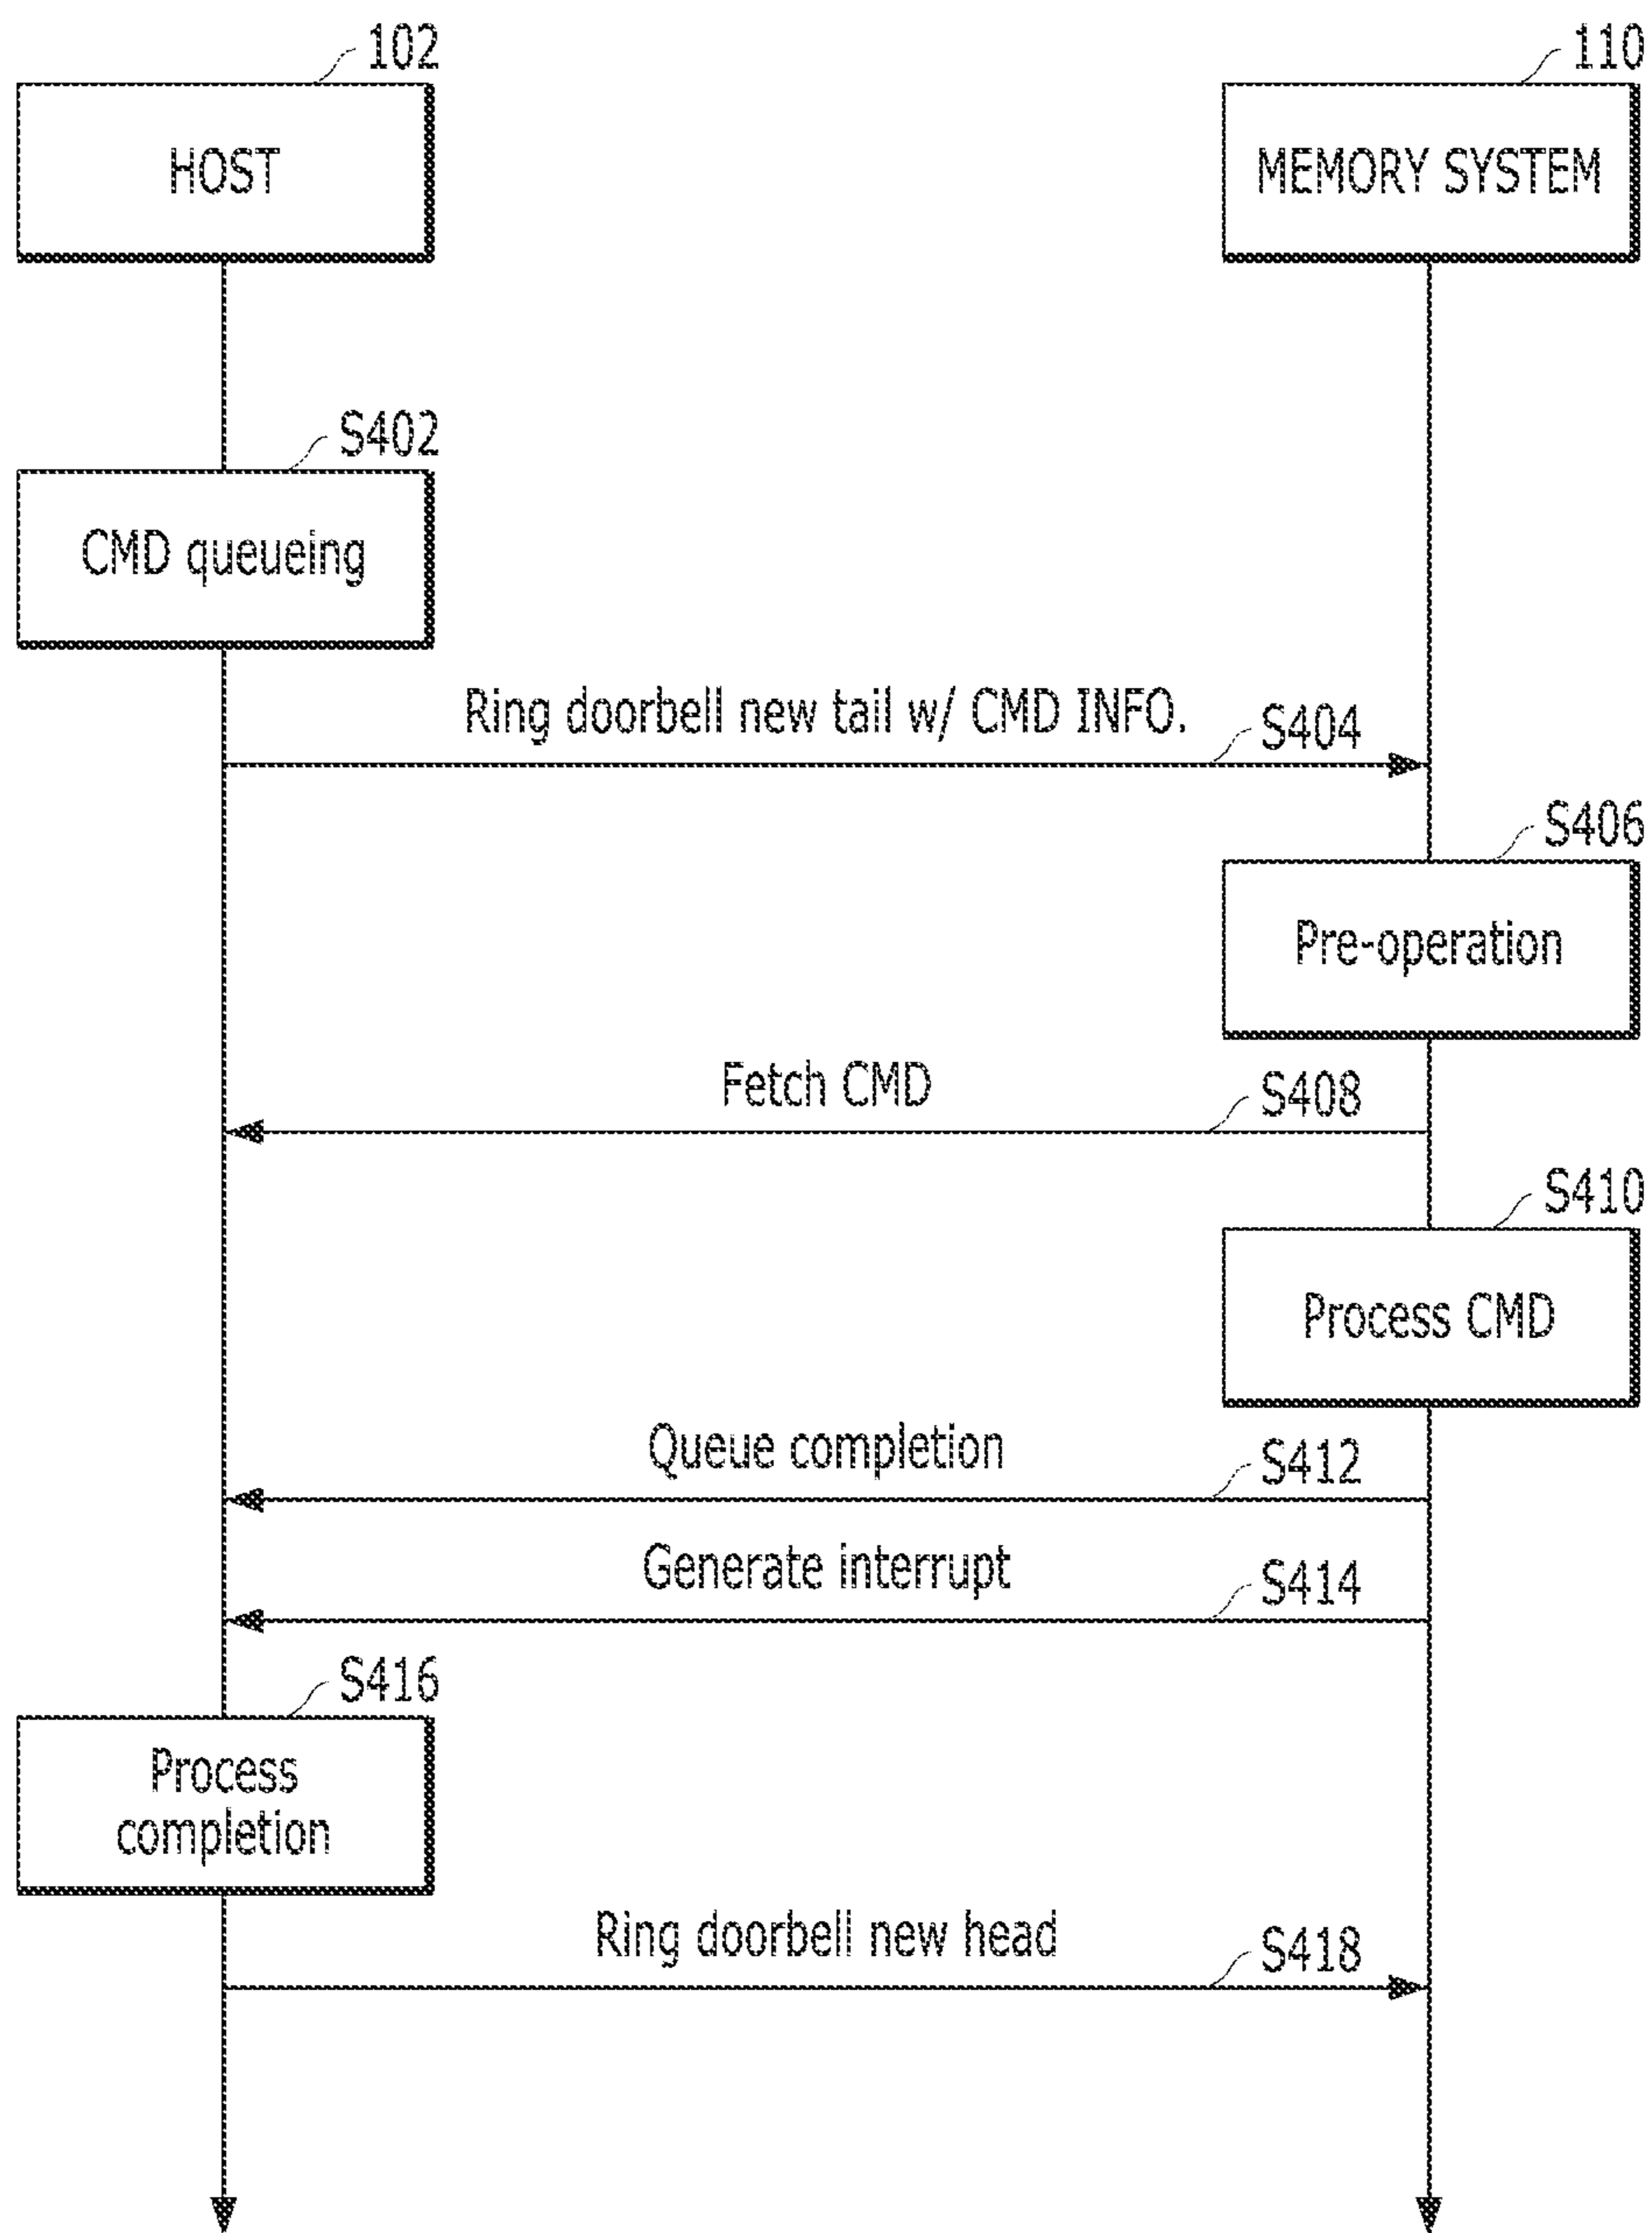 102
110
HOST
MEMORY SYSTEM
S402
CMD queueing
Ring doorbell new tail w/ CMD INFO.
S404
S406
Pre-operation
Fetch CMD
S408
S410
Process CMD
Queue completion
S412
Generate interrupt
S414
S416
Process
completion
Ring doorbell new head
S418